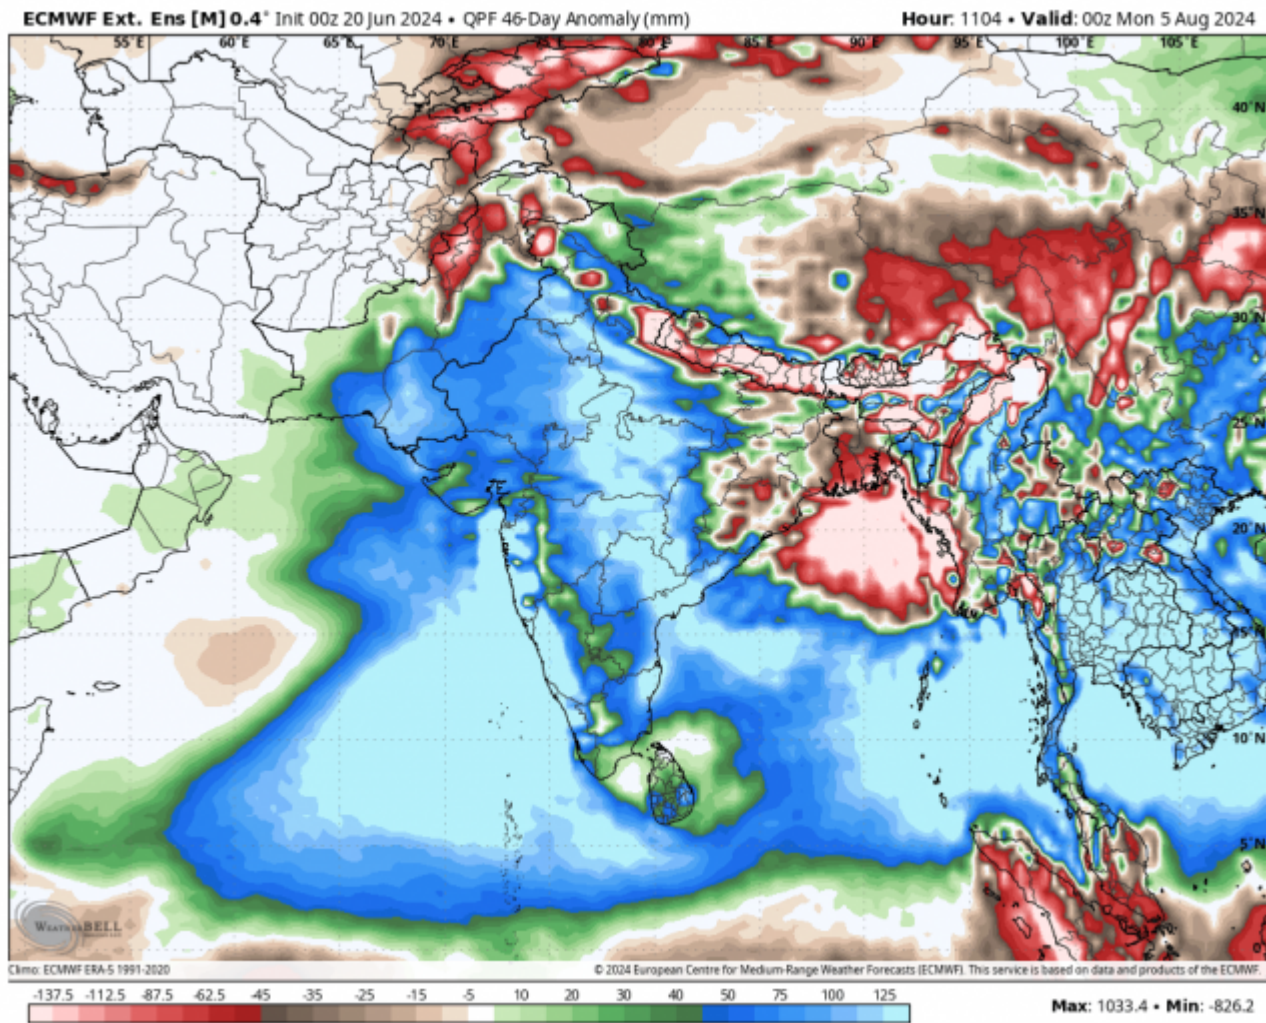 ECMWF Ext. Ens [M] 0.4° Init 00z 20 Jun 2024 • QPF 46-Day Anomaly (mm) Hour: 1104 • Valid: 00z Mon 5 Aug 2024
55°E 60°E 65°E 70°E 75°E 80°E 85°E 90°E 95°E 100°E 105°E
40°N
35°N
30°N
25°N
20°N
15°N
10°N
5°N
WEATHERBELL
Climo: ECMWF ERA-5 1991-2020 © 2024 European Centre for Medium-Range Weather Forecasts (ECMWF). This service is based on data and products of the ECMWF.
-137.5 -112.5 -87.5 -62.5 -45 -35 -25 -15 -5 10 20 30 40 50 75 100 125
Max: 1033.4 • Min: -826.2